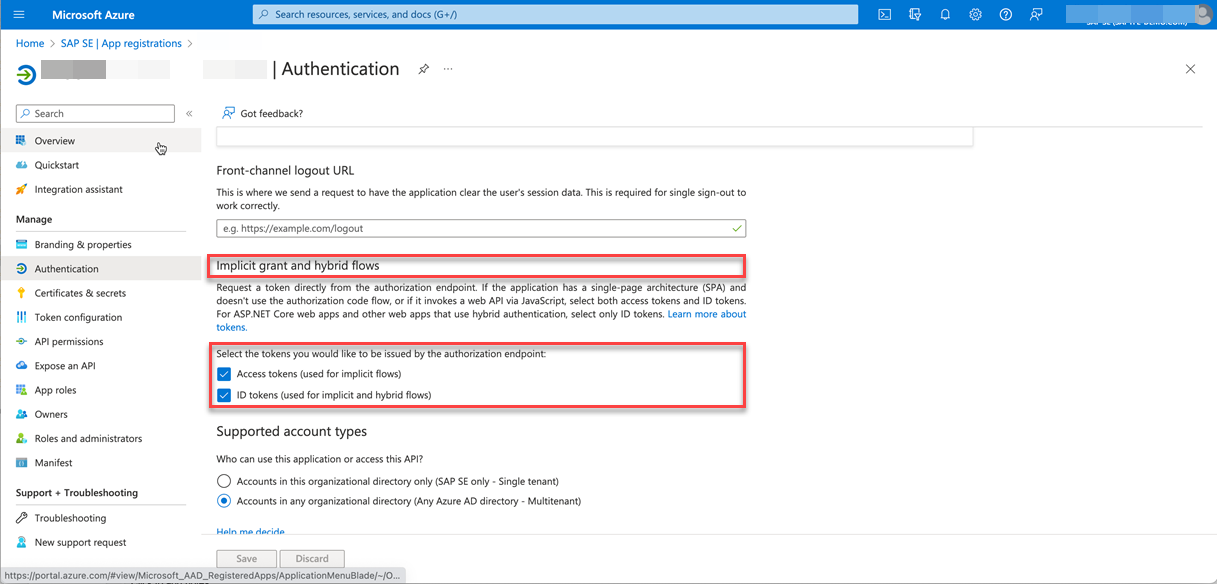 Microsoft Azure
Search resources, services, and docs (G+/)
Home > SAP SE | App registrations >
| Authentication
Search
Got feedback?
Overview
Quickstart
Integration assistant
Manage
Branding & properties
Authentication
Certificates & secrets
Token configuration
API permissions
Expose an API
App roles
Owners
Roles and administrators
Manifest
Support + Troubleshooting
Troubleshooting
New support request
Front-channel logout URL
This is where we send a request to have the application clear the user's session data. This is required for single sign-out to
work correctly.
e.g. https://example.com/logout
Implicit grant and hybrid flows
Request a token directly from the authorization endpoint. If the application has a single-page architecture (SPA) and
doesn't use the authorization code flow, or if it invokes a web API via JavaScript, select both access tokens and ID tokens.
For ASP.NET Core web apps and other web apps that use hybrid authentication, select only ID tokens. Learn more about
tokens.
Select the tokens you would like to be issued by the authorization endpoint:
Access tokens (used for implicit flows)
ID tokens (used for implicit and hybrid flows)
Supported account types
Who can use this application or access this API?
Accounts in this organizational directory only (SAP SE only - Single tenant)
Accounts in any organizational directory (Any Azure AD directory - Multitenant)
Help me decide
Save
Discard
https://portal.azure.com/#view/Microsoft_AAD_RegisteredApps/ApplicationMenuBlade/~/O...